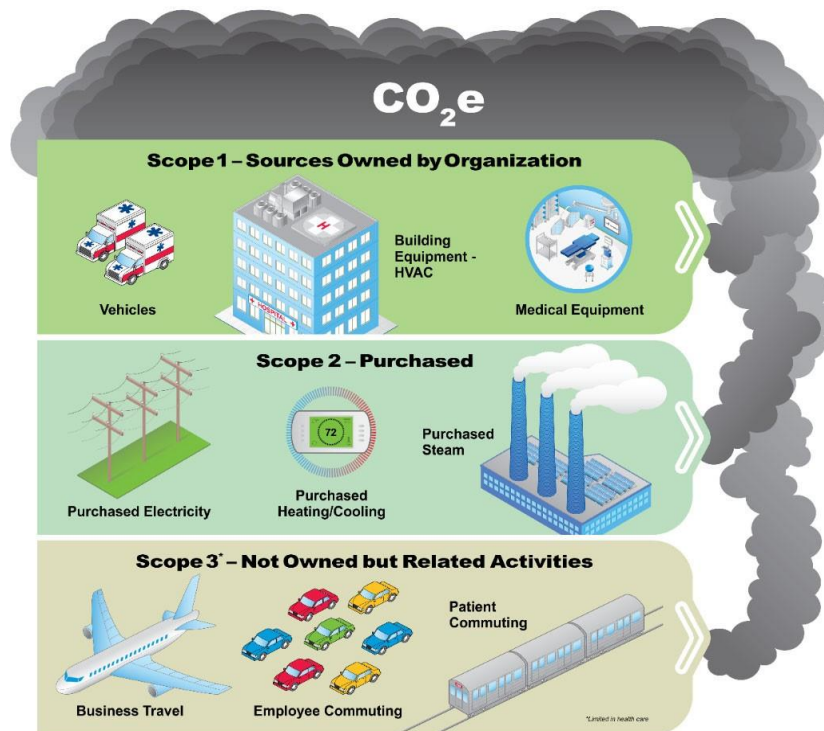 CO₂e
Scope 1 – Sources Owned by Organization
Vehicles
H
HOSPITAL
Building
Equipment -
HVAC
Medical Equipment
Scope 2 – Purchased
Purchased Electricity
72
Purchased
Heating/Cooling
Purchased
Steam
Scope 3* – Not Owned but Related Activities
Business Travel
Employee Commuting
Patient
Commuting
*Limited in health care